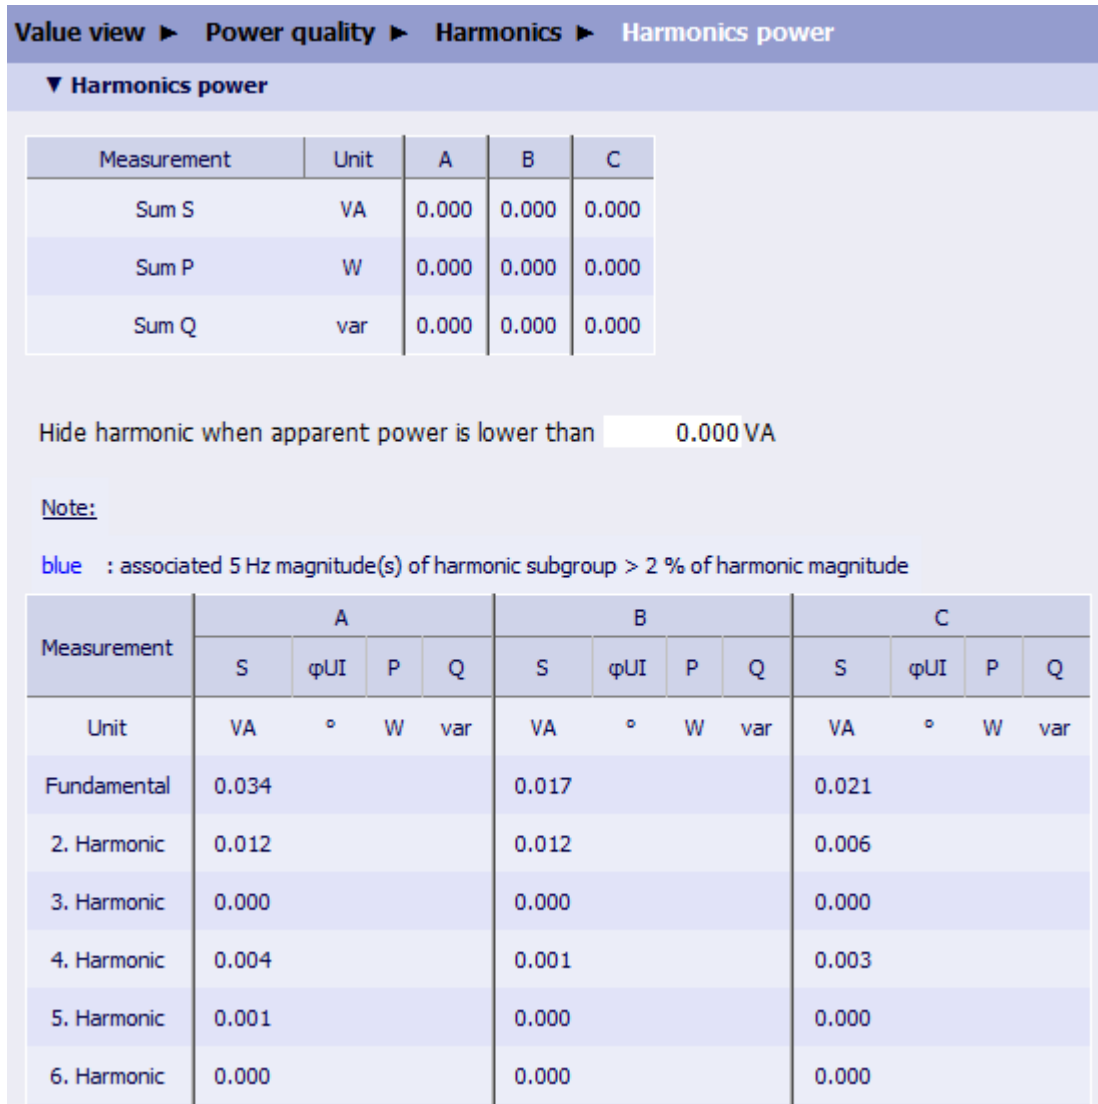 Value view ► Power quality ► Harmonics ► Harmonics power
▼ Harmonics power
Measurement Unit A B C
Sum S VA 0.000 0.000 0.000
Sum P W 0.000 0.000 0.000
Sum Q var 0.000 0.000 0.000
Hide harmonic when apparent power is lower than 0.000 VA
Note:
blue : associated 5 Hz magnitude(s) of harmonic subgroup > 2 % of harmonic magnitude
Measurement A B C
S φUI P Q S φUI P Q S φUI P Q
Unit VA ° W var VA ° W var VA ° W var
Fundamental 0.034 0.017 0.021
2. Harmonic 0.012 0.012 0.006
3. Harmonic 0.000 0.000 0.000
4. Harmonic 0.004 0.001 0.003
5. Harmonic 0.001 0.000 0.000
6. Harmonic 0.000 0.000 0.000